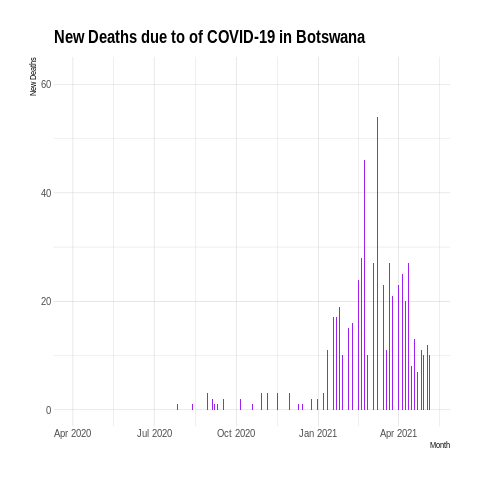 New Deaths due to of COVID-19 in Botswana
New Deaths
60
40
20
0
Apr 2020 Jul 2020 Oct 2020 Jan 2021 Apr 2021
Month